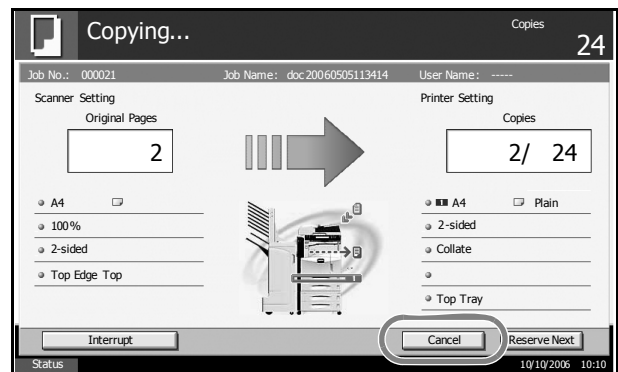 Copying...
Copies
24
Job No.: 000021 Job Name: doc20060505113414 User Name: -----
Scanner Setting
Original Pages
2
A4
100%
2-sided
Top Edge Top
Printer Setting
Copies
2/ 24
1 A4 Plain
2-sided
Collate
Top Tray
Interrupt
Cancel
Reserve Next
Status
10/10/2006 10:10